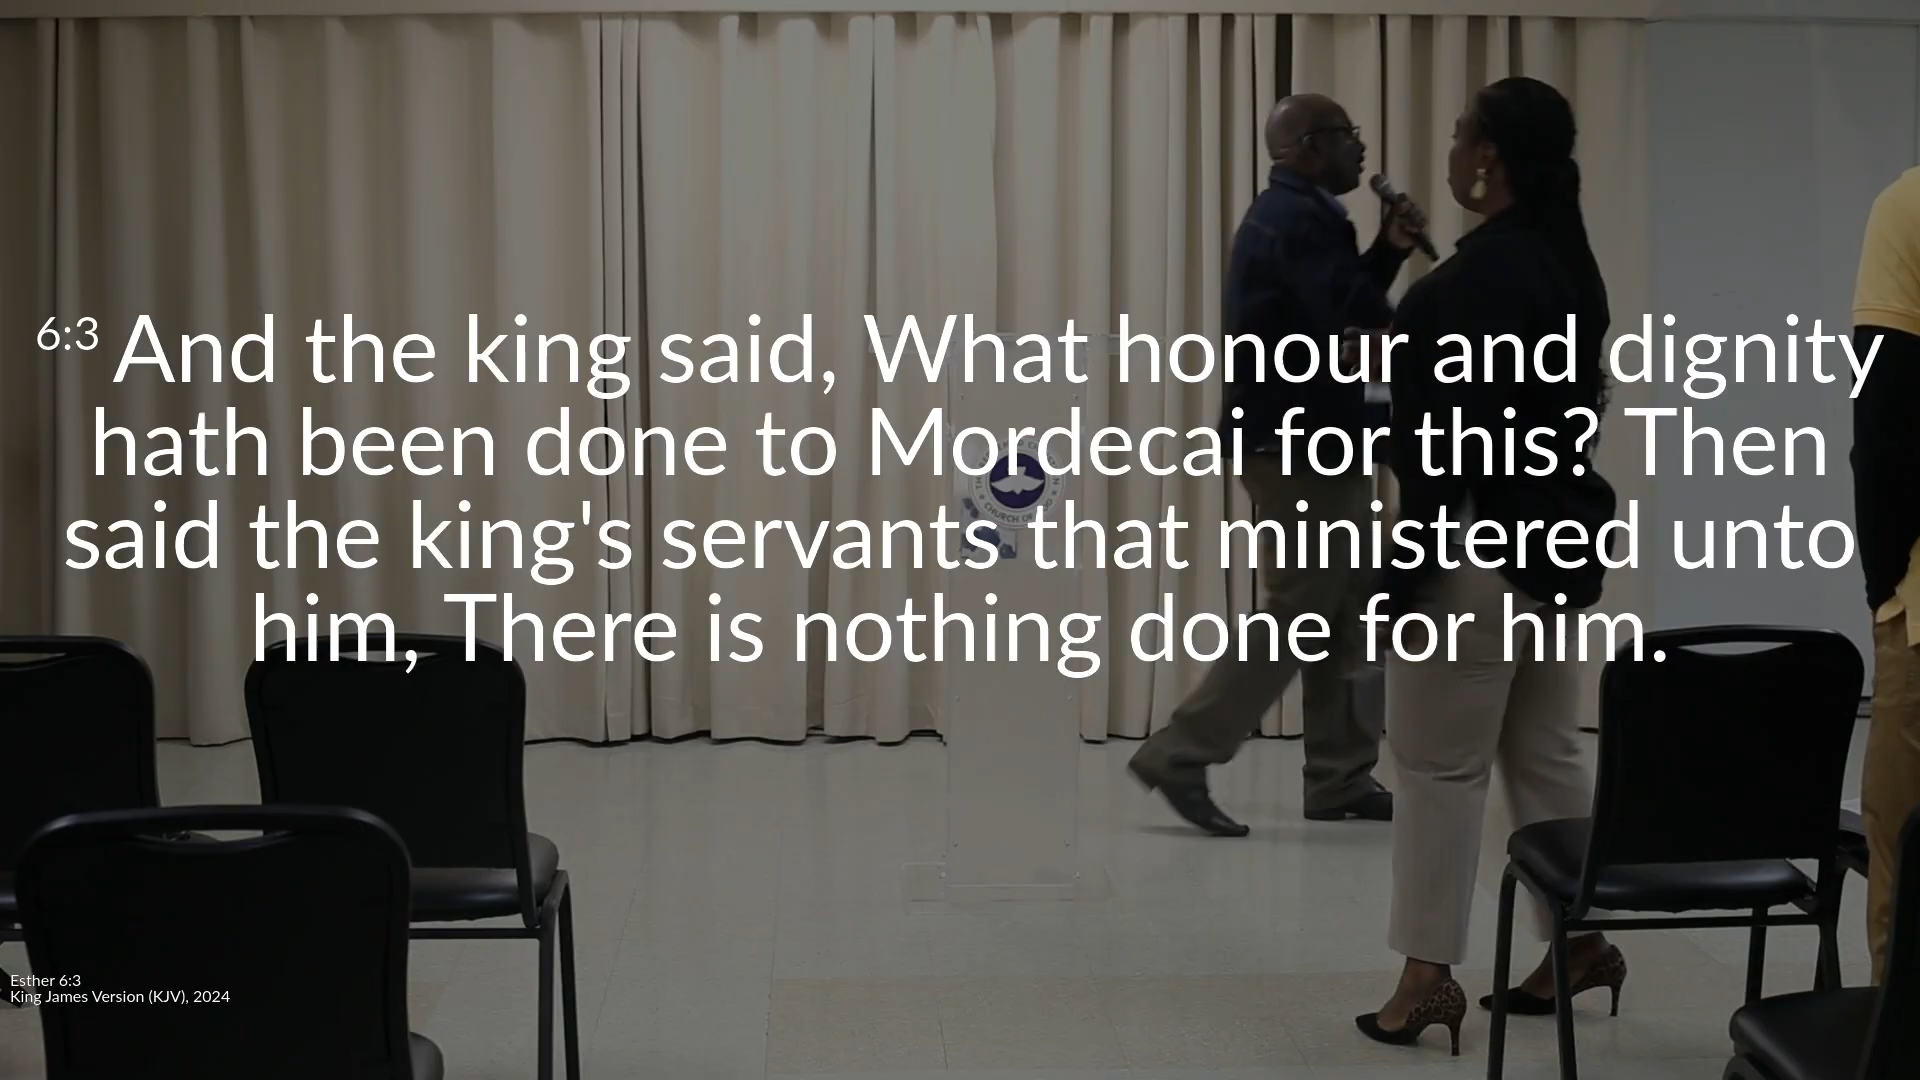 6:3 And the king said, What honour and dignity
hath been done to Mordecai for this? Then
said the king's servants that ministered unto
him, There is nothing done for him.
CHURCH OF
Esther 6:3
King James Version (KJV), 2024